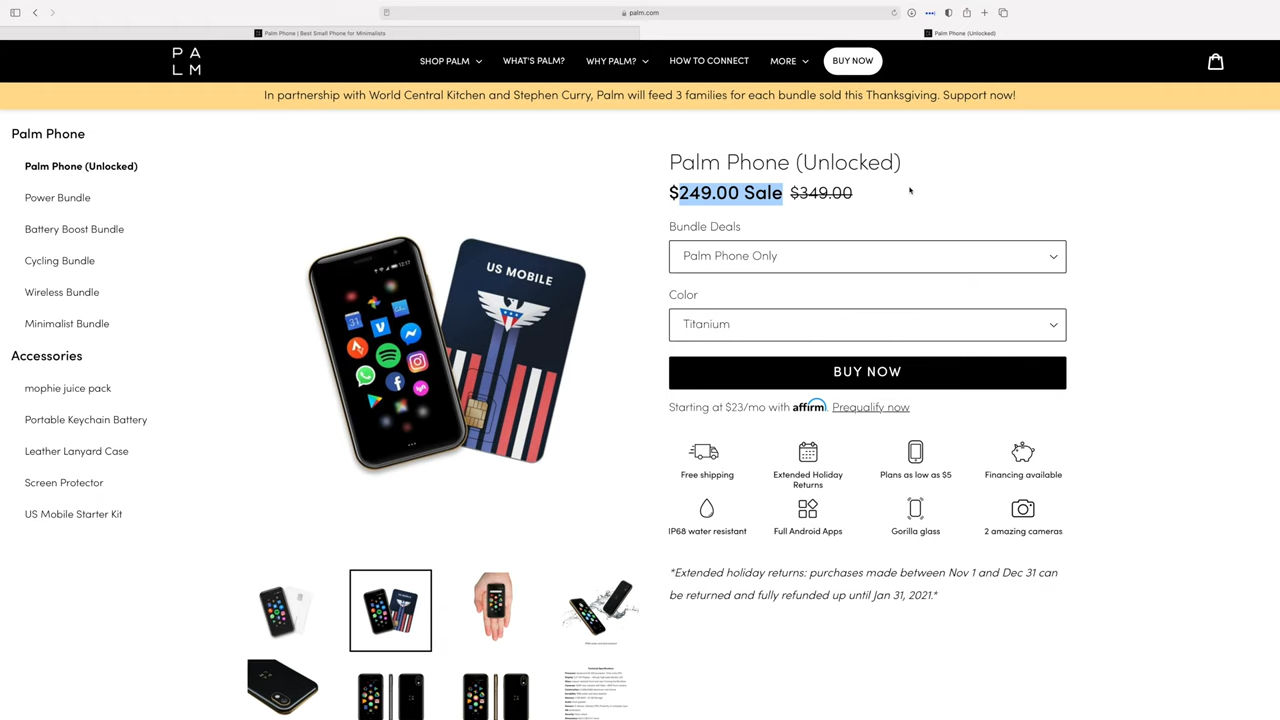 palm.com
Palm Phone | Best Small Phone for Minimalists
Palm Phone (Unlocked)
P A
L M
SHOP PALM
WHAT'S PALM?
WHY PALM?
HOW TO CONNECT
MORE
BUY NOW
In partnership with World Central Kitchen and Stephen Curry, Palm will feed 3 families for each bundle sold this Thanksgiving. Support now!
Palm Phone
Palm Phone (Unlocked)
Power Bundle
Battery Boost Bundle
Cycling Bundle
Wireless Bundle
Minimalist Bundle
Accessories
mophie juice pack
Portable Keychain Battery
Leather Lanyard Case
Screen Protector
US Mobile Starter Kit
12:17
31
US MOBILE
Palm Phone (Unlocked)
$249.00 Sale $349.00
Bundle Deals
Palm Phone Only
Color
Titanium
BUY NOW
Starting at $23/mo with affirm. Prequalify now
Free shipping
Extended Holiday
Returns
Plans as low as $5
Financing available
IP68 water resistant
Full Android Apps
Gorilla glass
2 amazing cameras
*Extended holiday returns: purchases made between Nov 1 and Dec 31 can
be returned and fully refunded up until Jan 31, 2021.*